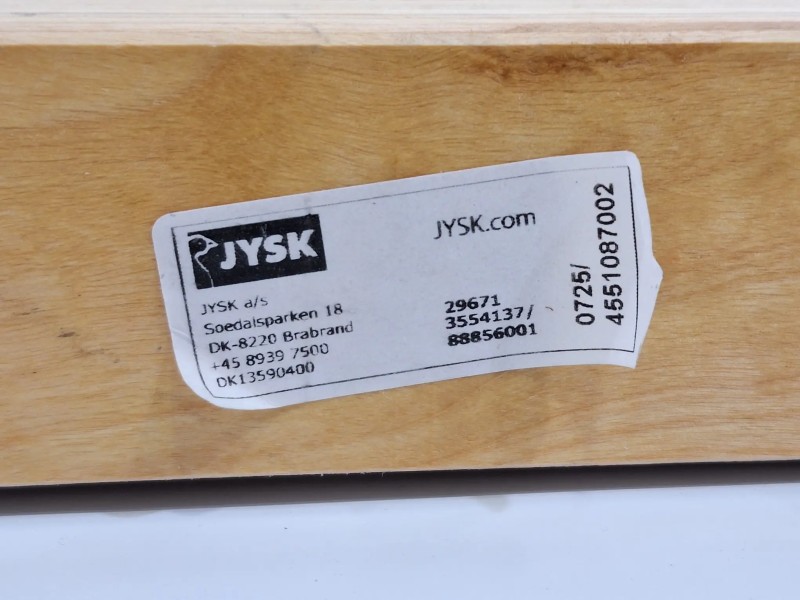 JYSK
JYSK a/s
Soedalsparken 18
DK-8220 Brabrand
+45 8939 7500
DK13590400
JYSK.com
29671
3554137/
88856001
0725/
4551087002